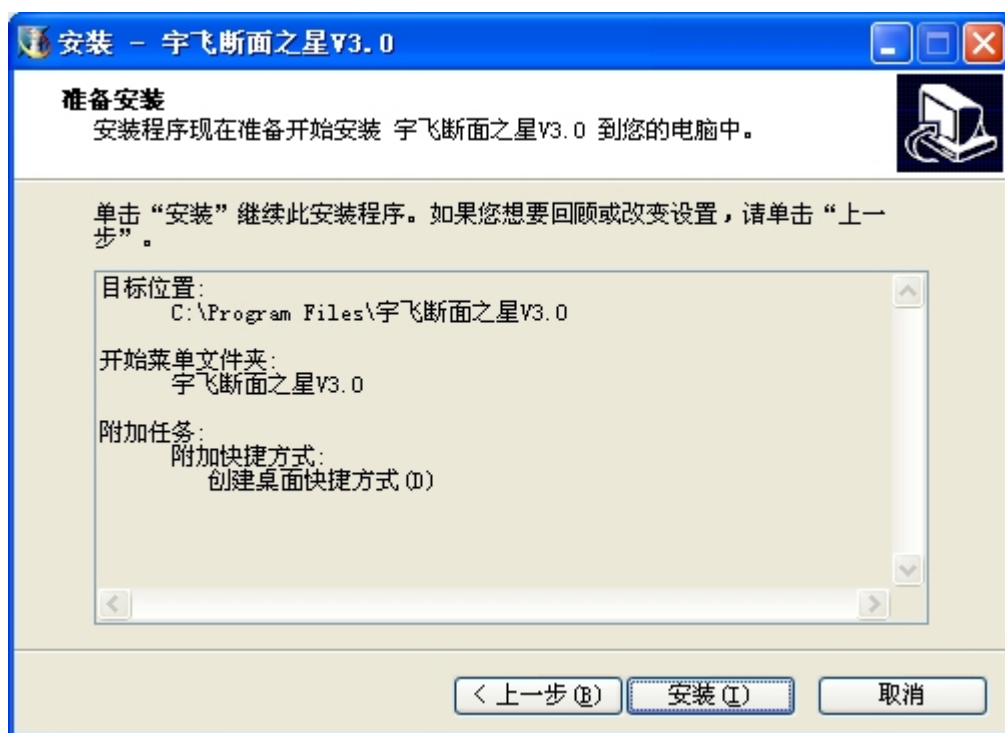 安装 - 宇飞断面之星V3.0
准备安装
安装程序现在准备开始安装 宇飞断面之星V3.0 到您的电脑中。
单击“安装”继续此安装程序。如果您想要回顾或改变设置，请单击“上一
步”。
目标位置:
C:\Program Files\宇飞断面之星V3.0
开始菜单文件夹:
宇飞断面之星V3.0
附加任务:
附加快捷方式:
创建桌面快捷方式(D)
< 上一步(B)
安装(I)
取消